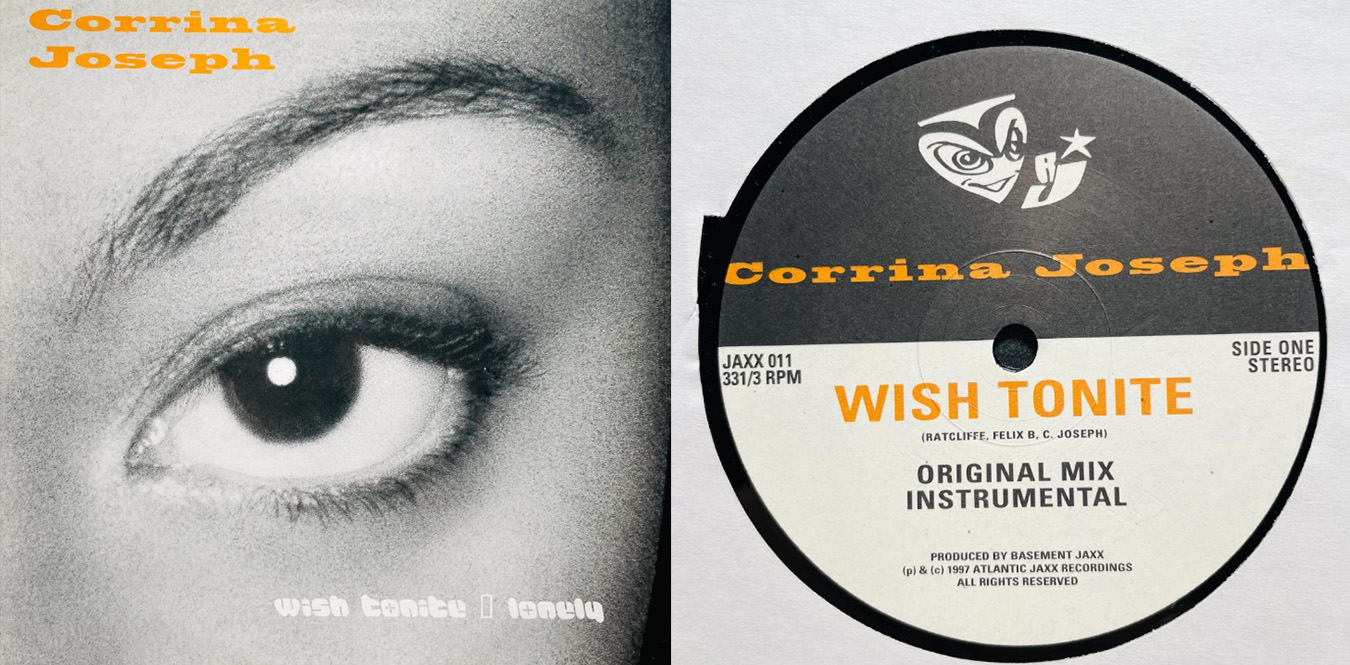 Corrina
Joseph
wish tonite ▯ lonely
RJ
Corrina Joseph
JAXX 011
331/3 RPM
SIDE ONE
STEREO
WISH TONITE
(RATCLIFFE, FELIX B, C. JOSEPH)
ORIGINAL MIX
INSTRUMENTAL
PRODUCED BY BASEMENT JAXX
(p) & (c) 1997 ATLANTIC JAXX RECORDINGS
ALL RIGHTS RESERVED